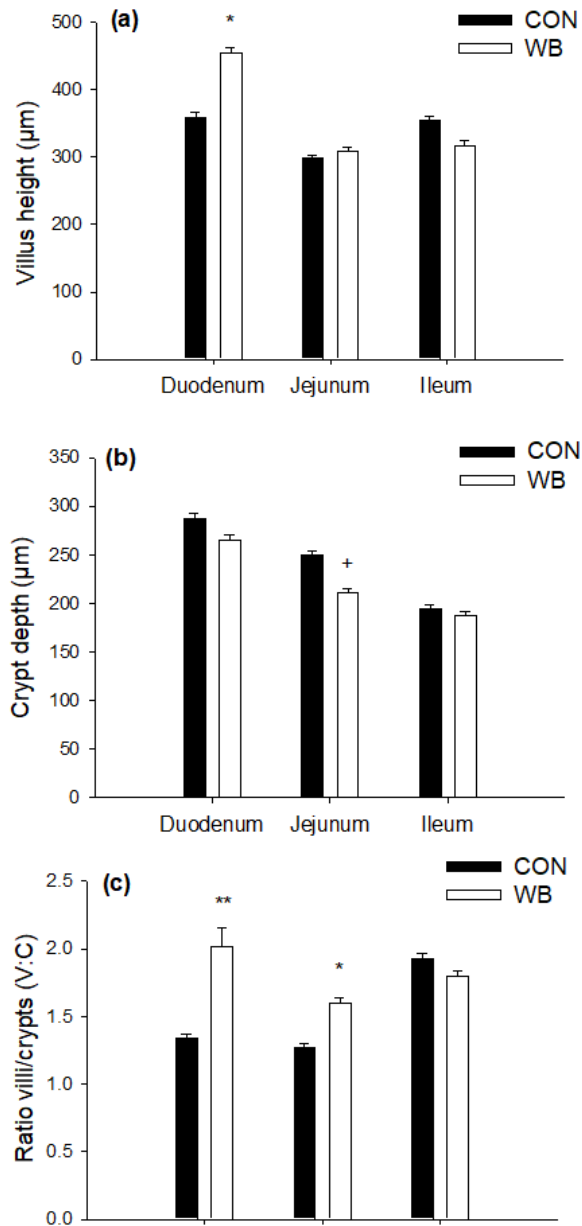 (a)
*
CON
WB
500
400
300
200
100
0
Villus height (µm)
Duodenum Jejunum Ileum
(b)
CON
WB
350
300
250
200
150
100
50
0
+
Crypt depth (µm)
Duodenum Jejunum Ileum
(c)
CON
WB
2.5
2.0
1.5
1.0
0.5
0.0
**
*
Ratio villi/crypts (V:C)